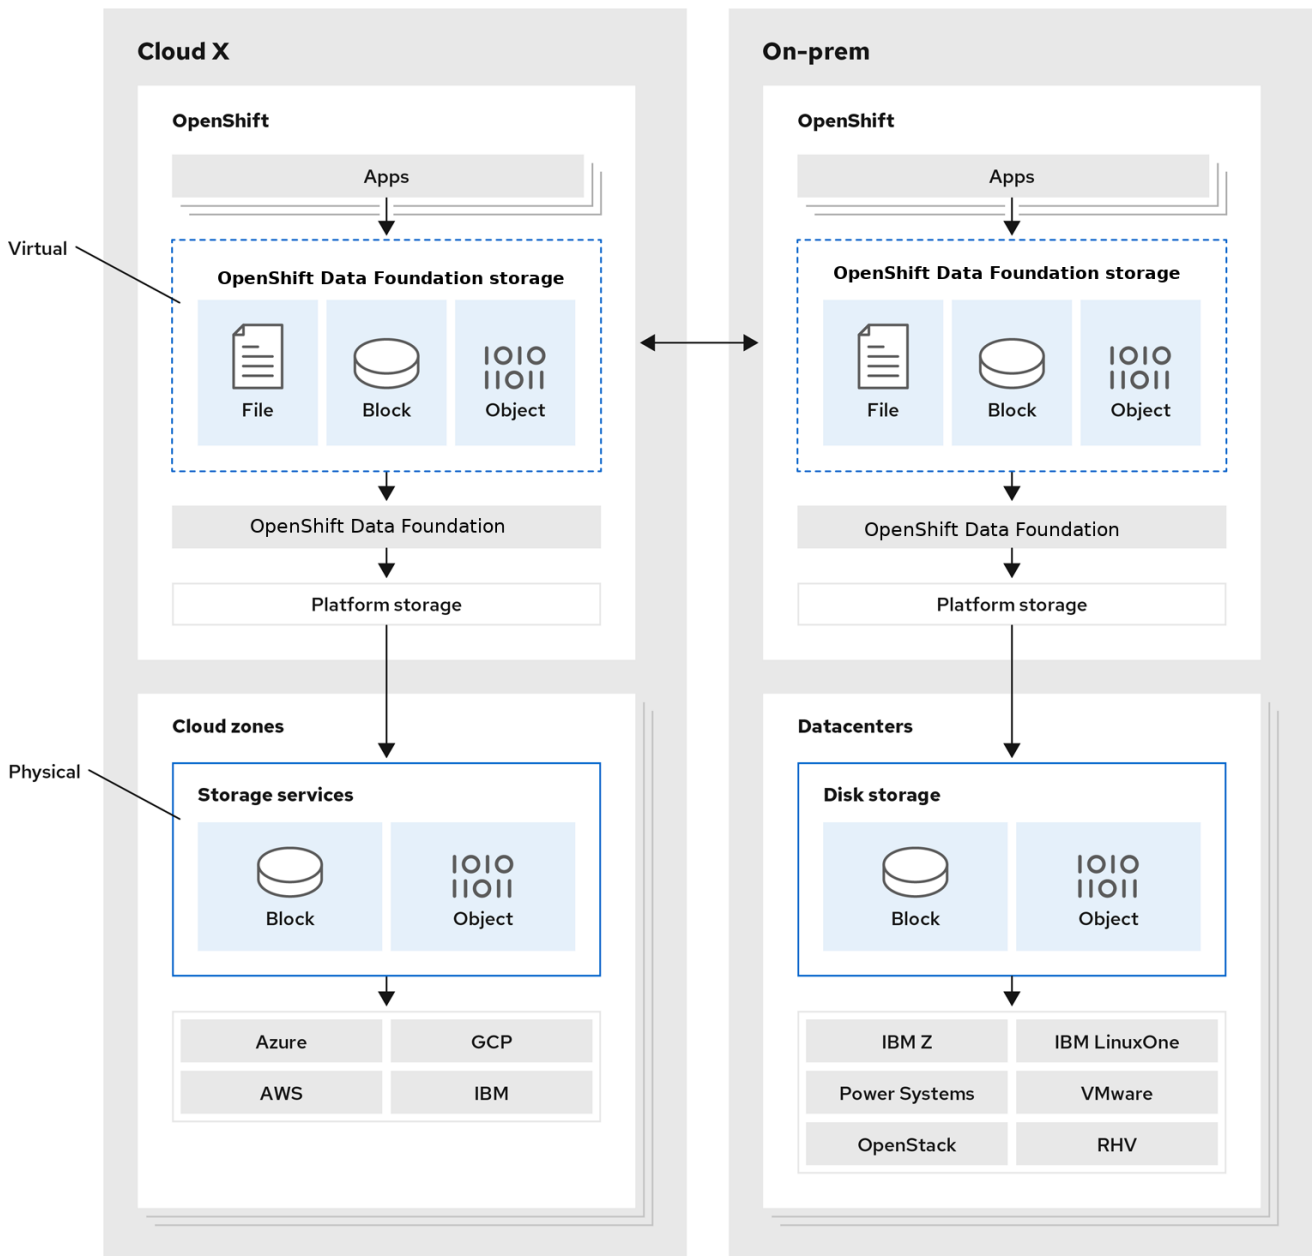 Cloud X
OpenShift
Apps
Virtual
OpenShift Data Foundation storage
File
Block
Object
OpenShift Data Foundation
Platform storage
Cloud zones
Physical
Storage services
Block
Object
Azure
GCP
AWS
IBM
On-prem
OpenShift
Apps
OpenShift Data Foundation storage
File
Block
Object
OpenShift Data Foundation
Platform storage
Datacenters
Disk storage
Block
Object
IBM Z
IBM LinuxOne
Power Systems
VMware
OpenStack
RHV